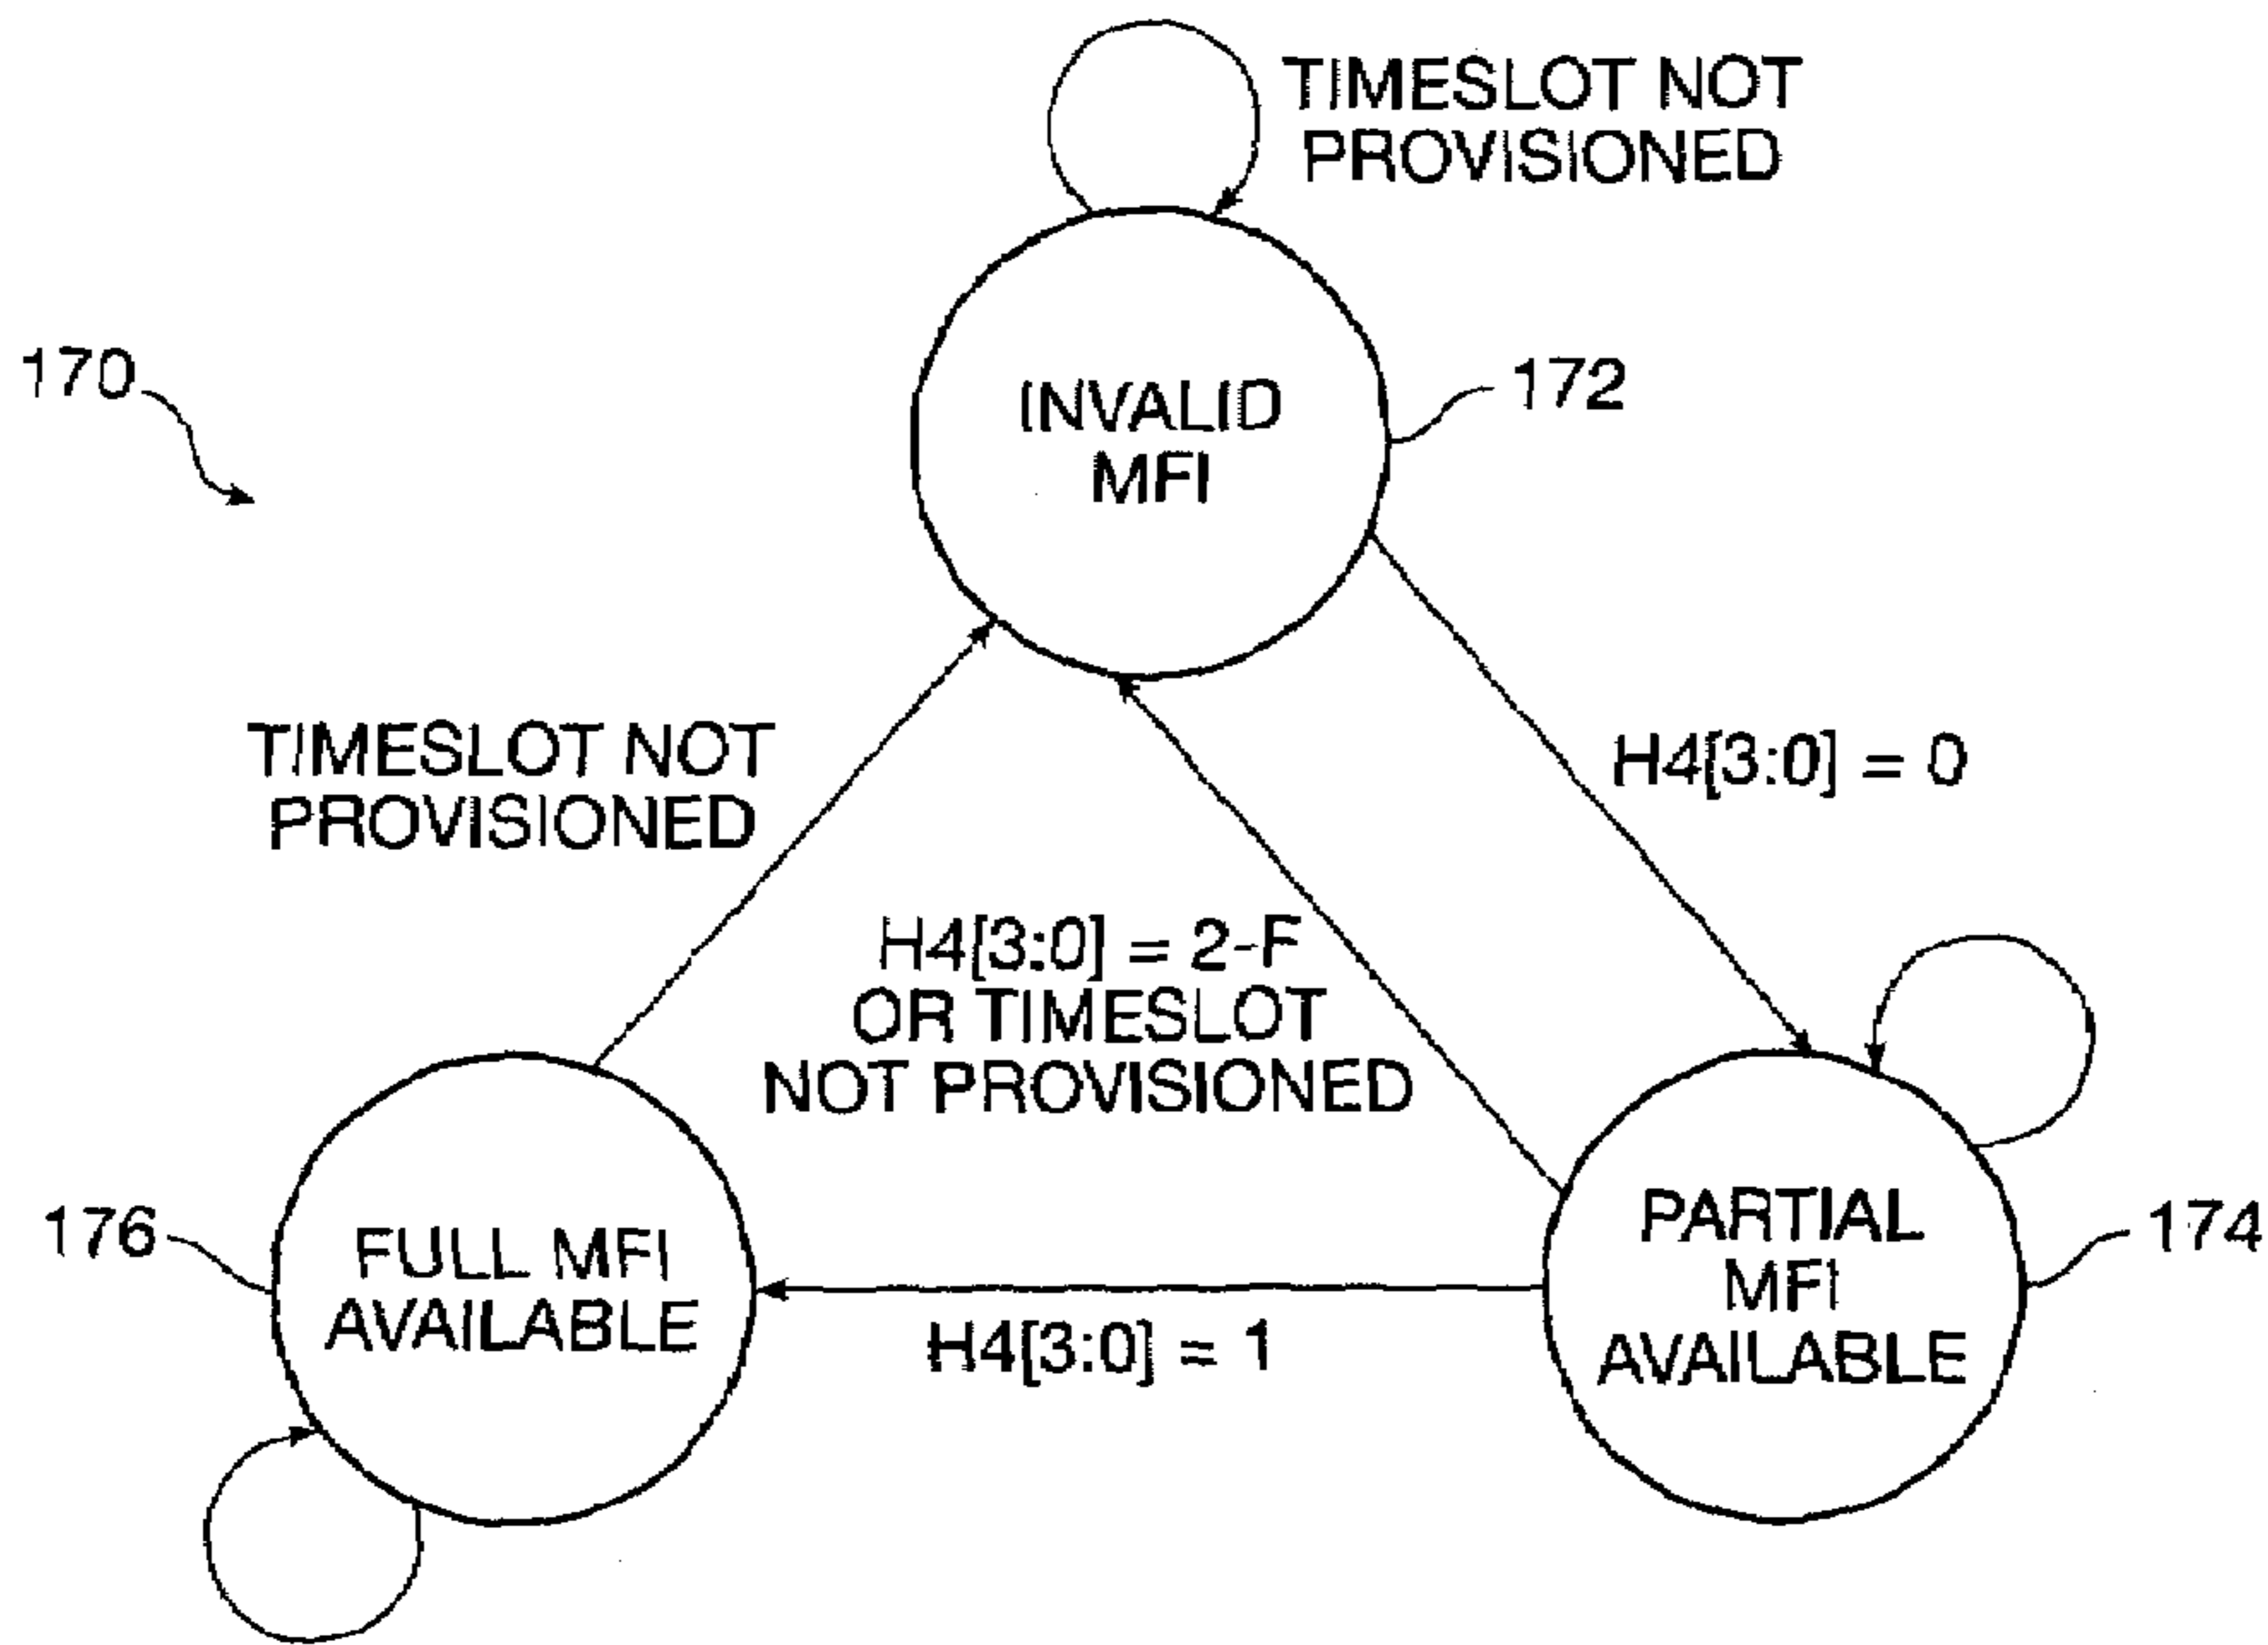 TIMESLOT NOT
PROVISIONED
170
INVALID
MFI
172
TIMESLOT NOT
PROVISIONED
H4[3:0] = 0
H4[3:0] = 2-F
OR TIMESLOT
NOT PROVISIONED
176
FULL MFI
AVAILABLE
H4[3:0] = 1
PARTIAL
MFI
AVAILABLE
174